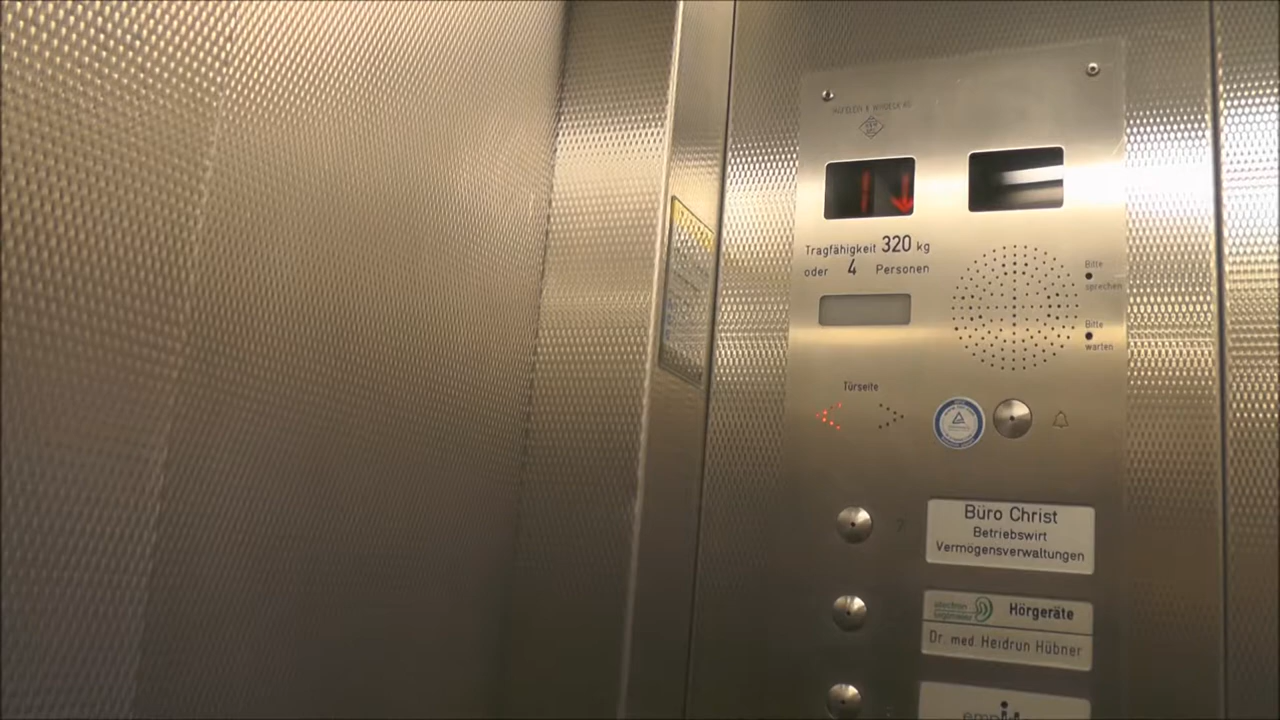 1
Tragfähigkeit 320 kg
oder 4 Personen
Bitte
sprechen
Bitte
warten
Türseite
7
Büro Christ
Betriebswirt
Vermögensverwaltungen
Hörgeräte
Dr. med. Heidrun Hübner